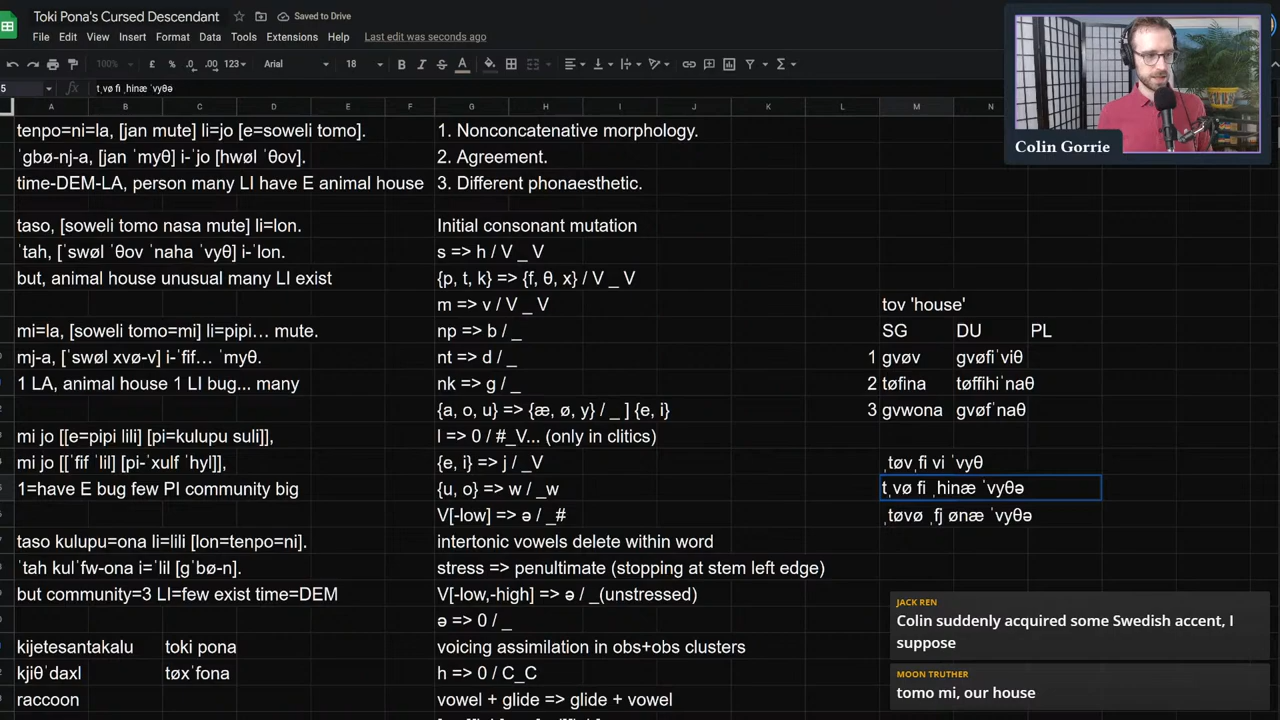 Toki Pona's Cursed Descendant Saved to Drive
File Edit View Insert Format Data Tools Extensions Help Last edit was seconds ago
100% £ % .0 .00 123 Arial 18 B I S A
5 fx tˌvø fi ˌhinæ ˈvyθə
A B C D E F G H I J K L M N
tenpo=ni=la, [jan mute] li=jo [e=soweli tomo]. 1. Nonconcatenative morphology.
ˈgbø-nj-a, [jan ˈmyθ] i-ˈjo [hwøl ˈθov]. 2. Agreement.
time-DEM-LA, person many LI have E animal house 3. Different phonaesthetic.
taso, [soweli tomo nasa mute] li=lon. Initial consonant mutation
ˈtah, [ˈswøl ˈθov ˈnaha ˈvyθ] i-ˈlon. s => h / V _ V
but, animal house unusual many LI exist {p, t, k} => {f, θ, x} / V _ V
m => v / V _ V tov 'house'
mi=la, [soweli tomo=mi] li=pipi… mute. np => b / _ SG DU PL
mj-a, [ˈswøl xvø-v] i-ˈfif… ˈmyθ. nt => d / _ 1 gvøv gvøfiˈviθ
1 LA, animal house 1 LI bug... many nk => g / _ 2 tøfina tøffihiˈnaθ
{a, o, u} => {æ, ø, y} / _ ] {e, i} 3 gvwona gvøfˈnaθ
mi jo [[e=pipi lili] [pi=kulupu suli]], l => 0 / #_V... (only in clitics)
mi jo [[ˈfif ˈlil] [pi-ˈxulf ˈhyl]], {e, i} => j / _V ˌtøvˌfi vi ˈvyθ
1=have E bug few PI community big {u, o} => w / _w tˌvø fi ˌhinæ ˈvyθə
V[-low] => ə / _# ˌtøvø ˌfj ønæ ˈvyθə
taso kulupu=ona li=lili [lon=tenpo=ni]. intertonic vowels delete within word
ˈtah kulˈfw-ona i=ˈlil [gˈbø-n]. stress => penultimate (stopping at stem left edge)
but community=3 LI=few exist time=DEM V[-low,-high] => ə / _(unstressed)
ə => 0 / _
kijetesantakalu toki pona voicing assimilation in obs+obs clusters
kjiθˈdaxl tøxˈfona h => 0 / C_C
raccoon vowel + glide => glide + vowel
Colin Gorrie
JACK REN
Colin suddenly acquired some Swedish accent, I
suppose
MOON TRUTHER
tomo mi, our house